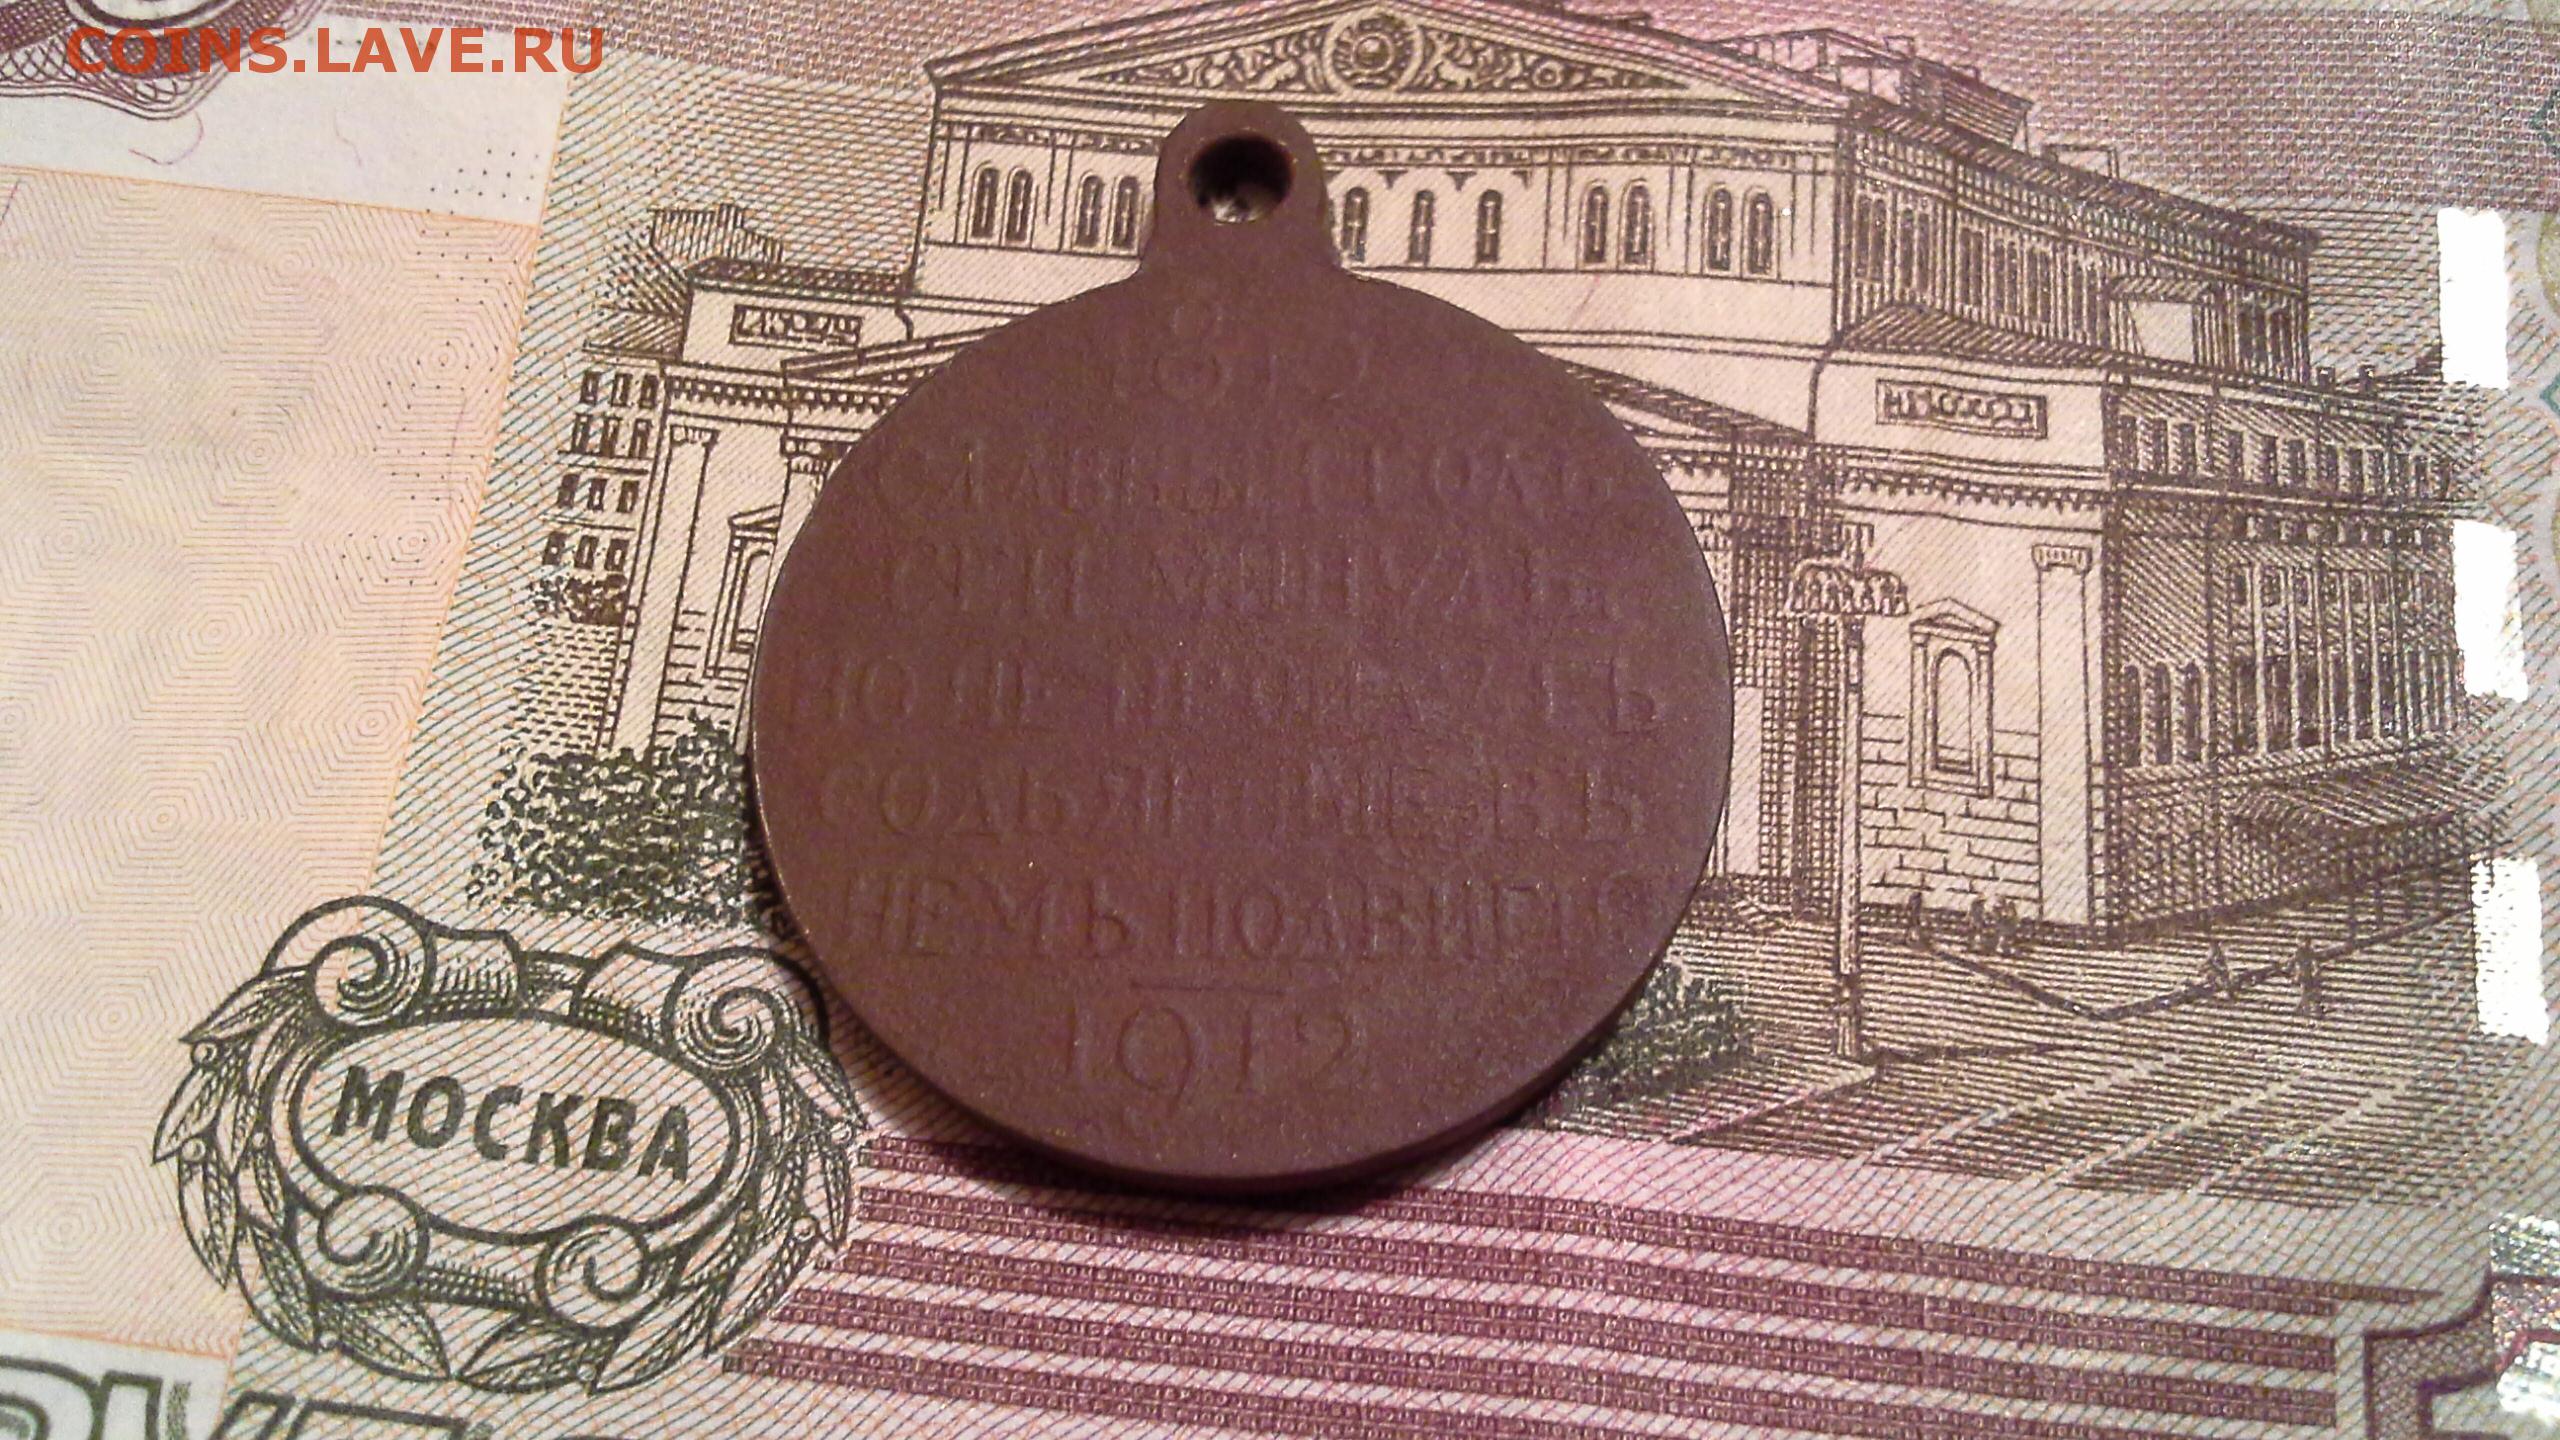 COINS.LAVE.RU
1812
СЛАВНЫЙ ГОДЪ
СЕЙ МИНУЛЪ
НО НЕ ПРОЙДУТЪ
СОДѢЯННЫЕ ВЪ
НЕМЪ ПОДВИГИ
1912
МОСКВА